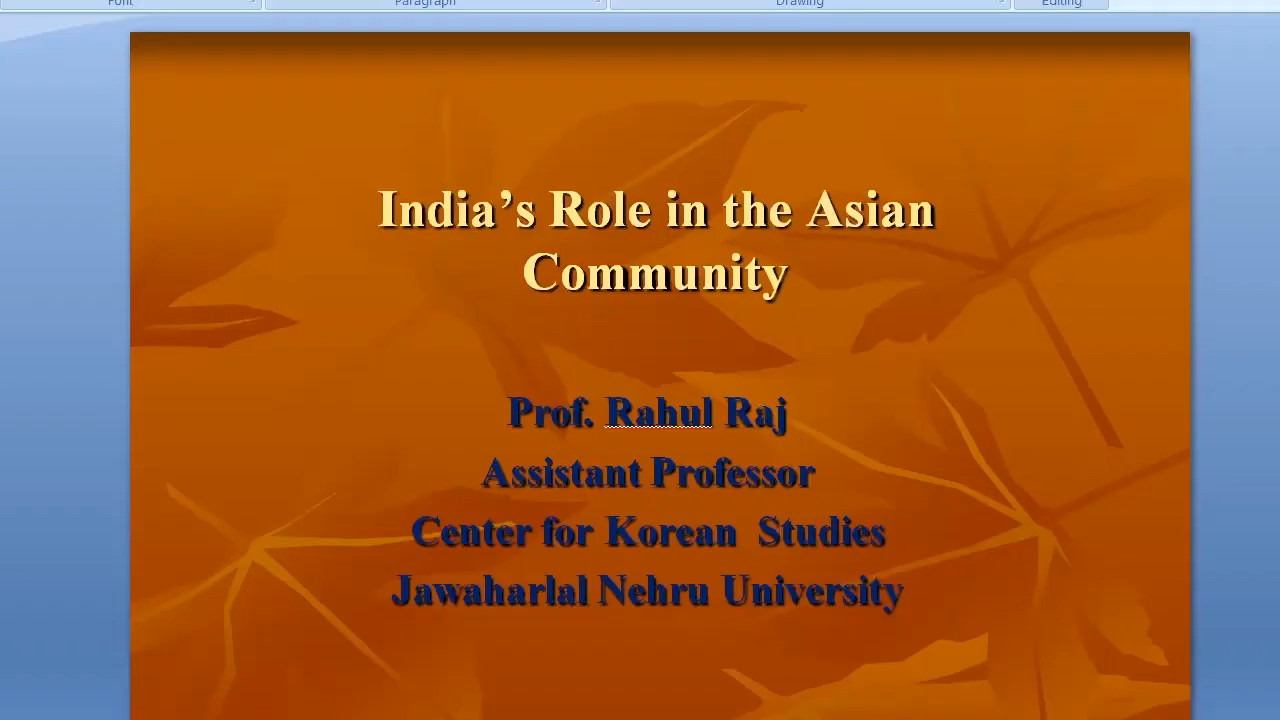 Font Paragraph Drawing Editing
India’s Role in the Asian
Community
Prof. Rahul Raj
Assistant Professor
Center for Korean  Studies
Jawaharlal Nehru University